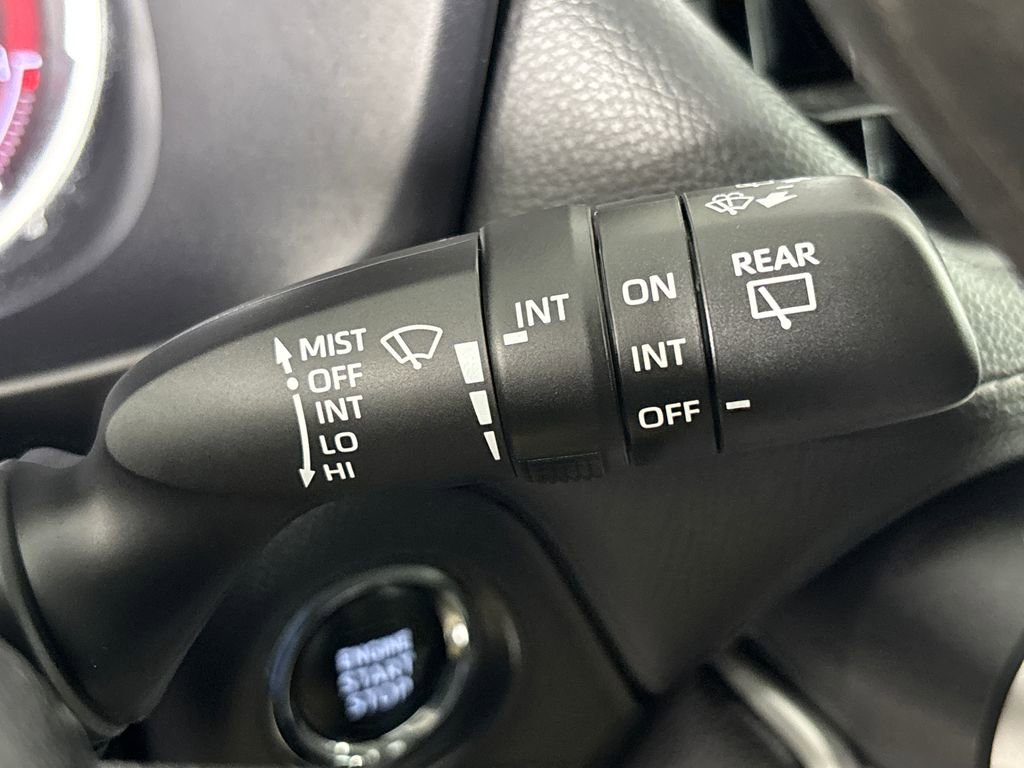 MIST
OFF
INT
LO
HI
INT
ON
INT
OFF
REAR
ENGINE
START
STOP